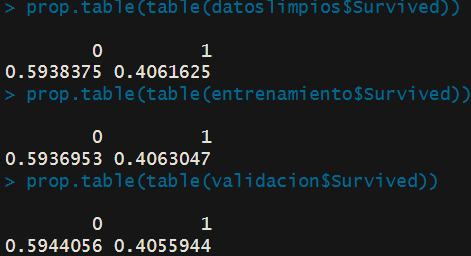 > prop.table(table(datoslimpios$Survived))
0 1
0.5938375 0.4061625
> prop.table(table(entrenamiento$Survived))
0 1
0.5936953 0.4063047
> prop.table(table(validacion$Survived))
0 1
0.5944056 0.4055944